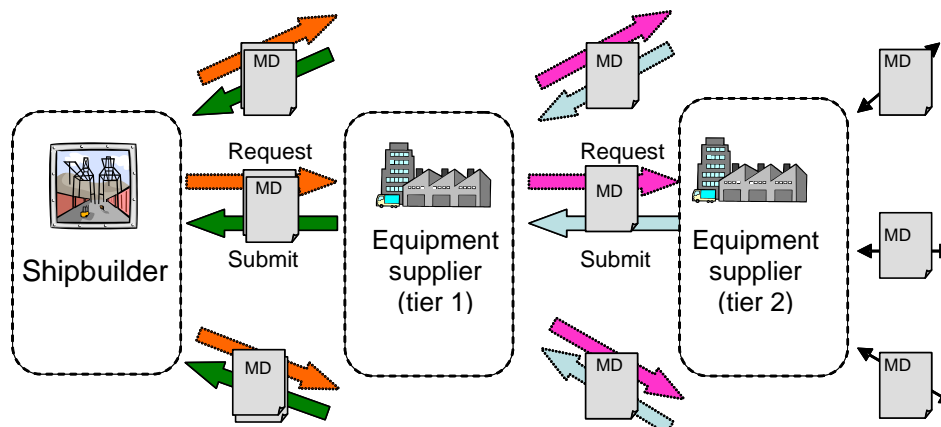 MD
MD
MD
Request
MD
Submit
Shipbuilder
Equipment
supplier
(tier 1)
Request
MD
Submit
Equipment
supplier
(tier 2)
MD
MD
MD
MD